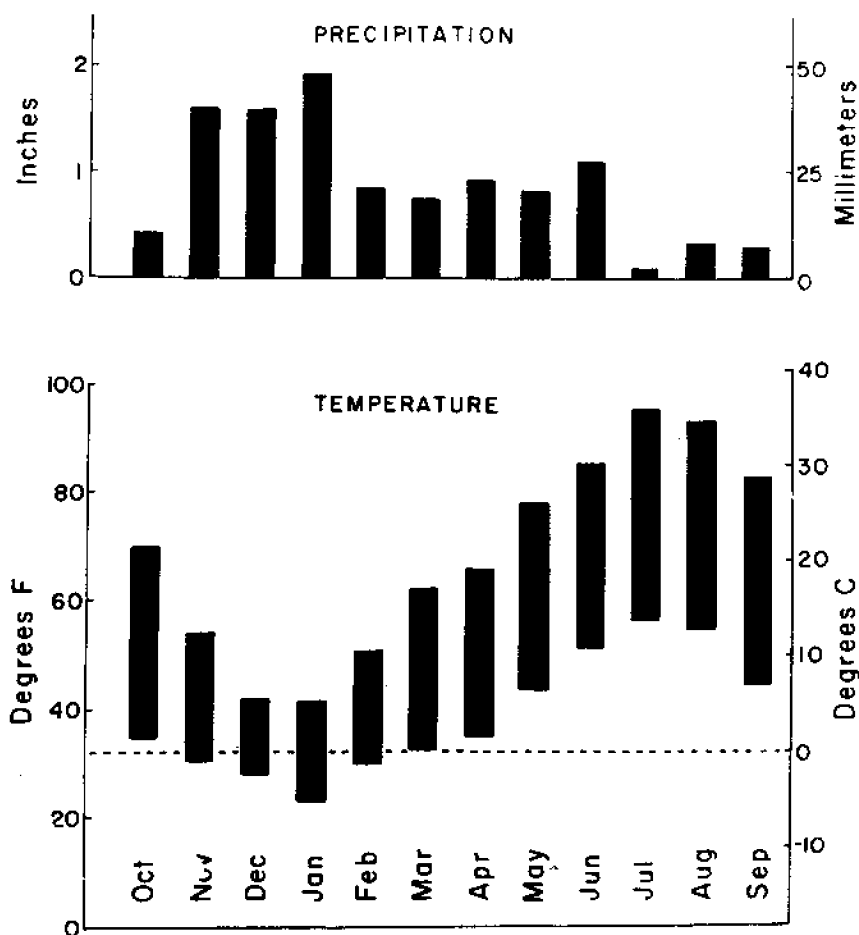 PRECIPITATION
Inches
2
1
0
50
25
0
Millimeters
TEMPERATURE
Degrees F
100
80
60
40
20
0
40
30
20
10
0
-10
Degrees C
Oct
Nov
Dec
Jan
Feb
Mar
Apr
May
Jun
Jul
Aug
Sep